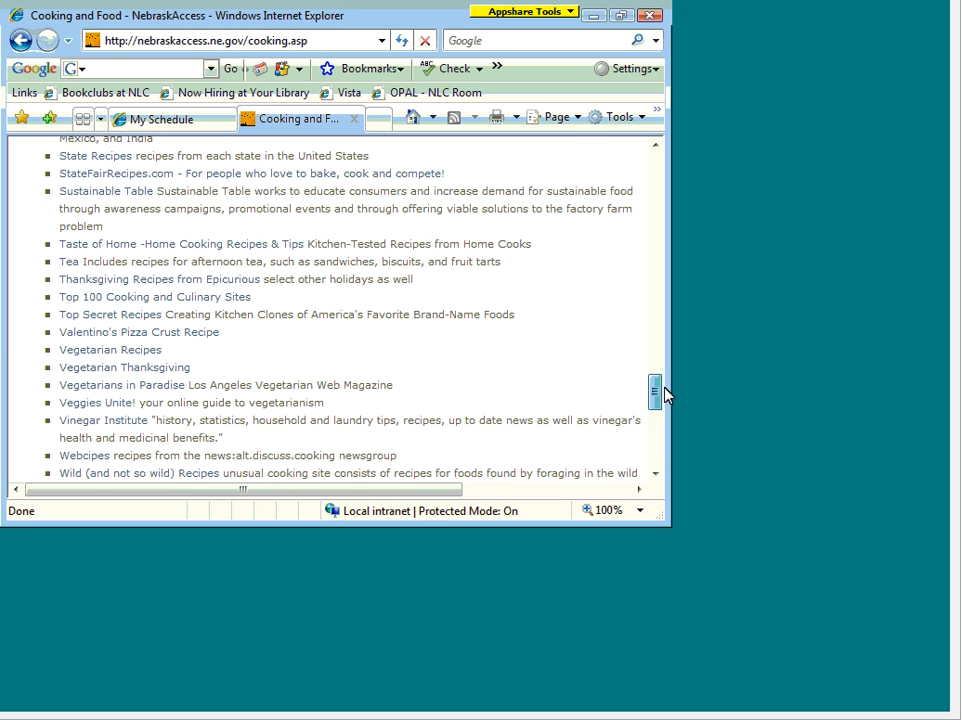 Cooking and Food - NebraskAccess - Windows Internet Explorer
Appshare Tools
http://nebraskaccess.ne.gov/cooking.asp
Google
Google G Go Bookmarks ABC Check » Settings
Links Bookclubs at NLC Now Hiring at Your Library Vista OPAL - NLC Room
My Schedule Cooking and F... Page Tools »
Mexico, and India
State Recipes recipes from each state in the United States
StateFairRecipes.com - For people who love to bake, cook and compete!
Sustainable Table Sustainable Table works to educate consumers and increase demand for sustainable food
through awareness campaigns, promotional events and through offering viable solutions to the factory farm
problem
Taste of Home -Home Cooking Recipes & Tips Kitchen-Tested Recipes from Home Cooks
Tea Includes recipes for afternoon tea, such as sandwiches, biscuits, and fruit tarts
Thanksgiving Recipes from Epicurious select other holidays as well
Top 100 Cooking and Culinary Sites
Top Secret Recipes Creating Kitchen Clones of America's Favorite Brand-Name Foods
Valentino's Pizza Crust Recipe
Vegetarian Recipes
Vegetarian Thanksgiving
Vegetarians in Paradise Los Angeles Vegetarian Web Magazine
Veggies Unite! your online guide to vegetarianism
Vinegar Institute "history, statistics, household and laundry tips, recipes, up to date news as well as vinegar's
health and medicinal benefits."
Webcipes recipes from the news:alt.discuss.cooking newsgroup
Wild (and not so wild) Recipes unusual cooking site consists of recipes for foods found by foraging in the wild
Done Local intranet | Protected Mode: On 100%